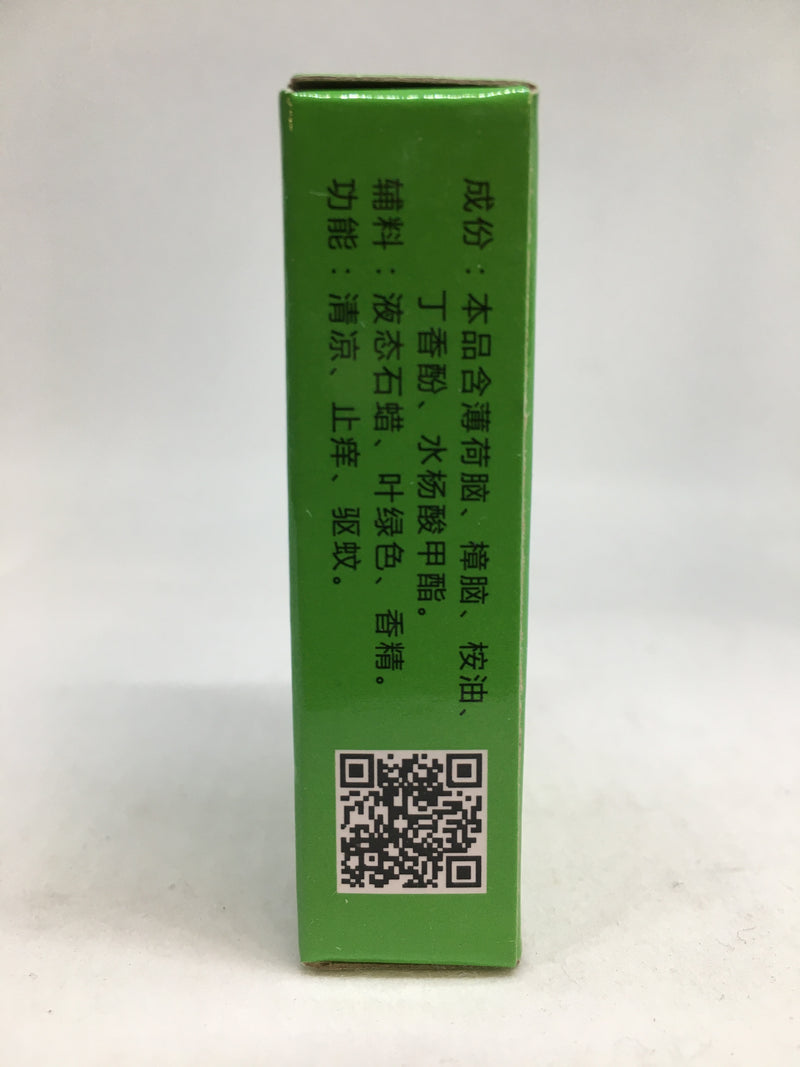 成份：本品含薄荷脑、樟脑、桉油、
丁香酚、水杨酸甲酯。
辅料：液态石蜡、叶绿色、香精。
功能：清凉、止痒、驱蚊。